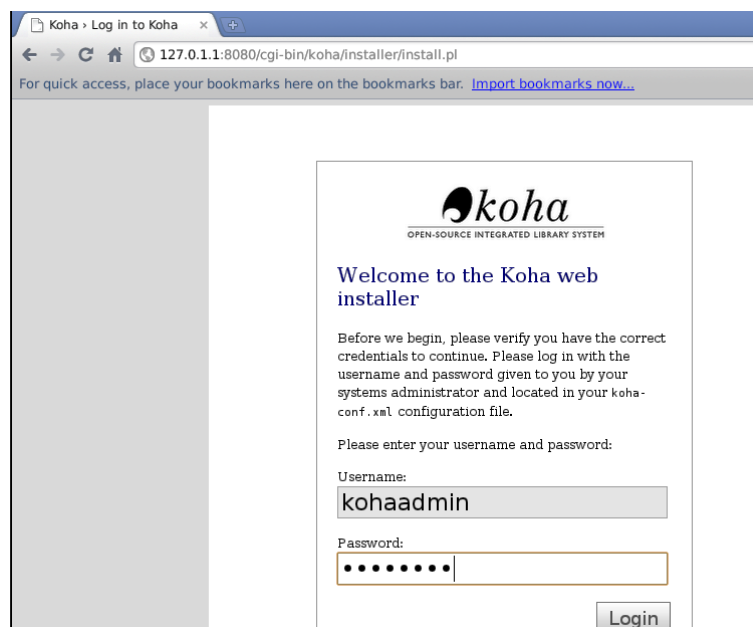 Koha › Log in to Koha
127.0.1.1:8080/cgi-bin/koha/installer/install.pl
For quick access, place your bookmarks here on the bookmarks bar. Import bookmarks now...
koha
OPEN-SOURCE INTEGRATED LIBRARY SYSTEM
Welcome to the Koha web
installer
Before we begin, please verify you have the correct
credentials to continue. Please log in with the
username and password given to you by your
systems administrator and located in your koha-
conf.xml configuration file.
Please enter your username and password:
Username:
kohaadmin
Password:
Login